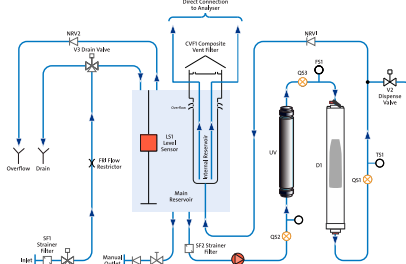 Direct Connection
to Analyser
NRV2
V3 Drain Valve
CVF1 Composite
Vent Filter
NRV1
FS1
QS3
V2
Dispense
Valve
Overflow
LS1
Level
Sensor
Internal Reservoir
UV
D1
TS1
QS1
Overflow
Drain
FR1 Flow
Restrictor
Main
Reservoir
SF1
Strainer
Filter
Inlet
Manual
Outlet
SF2 Strainer
Filter
QS2